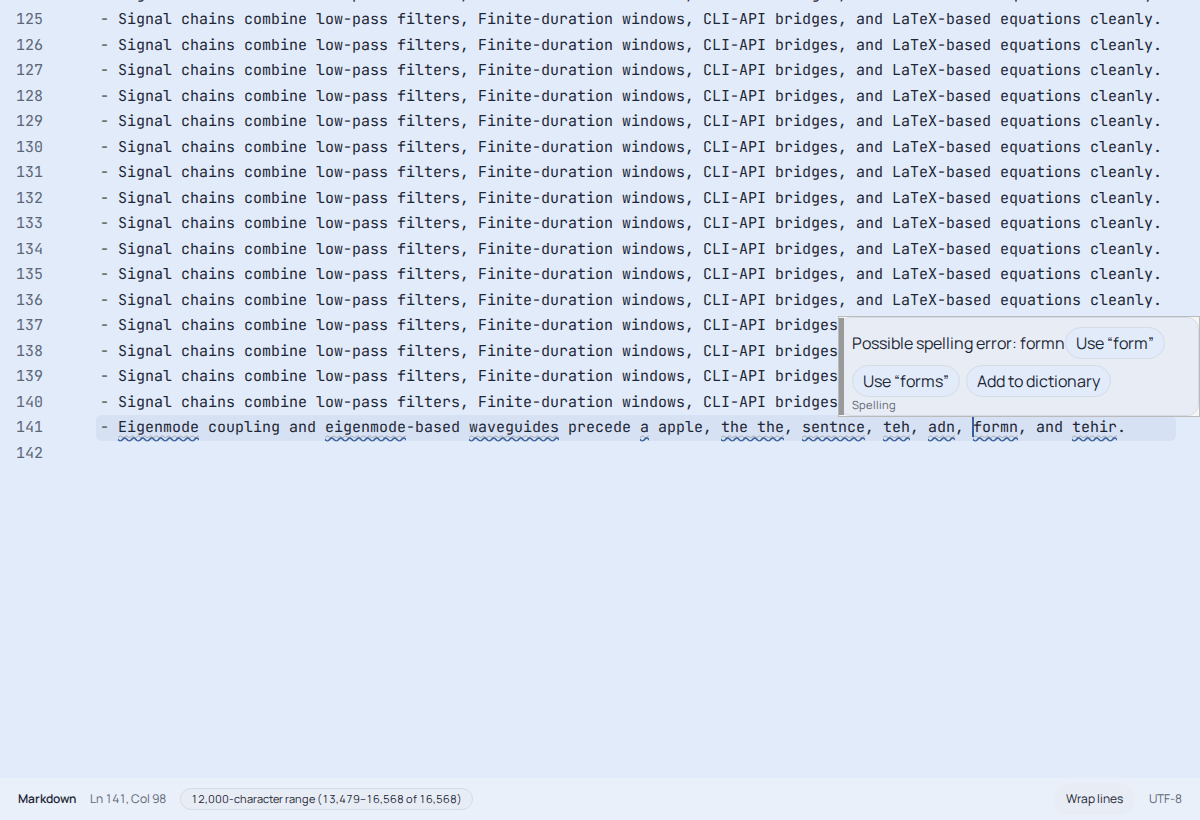 125 - Signal chains combine low-pass filters, Finite-duration windows, CLI-API bridges, and LaTeX-based equations cleanly.
126 - Signal chains combine low-pass filters, Finite-duration windows, CLI-API bridges, and LaTeX-based equations cleanly.
127 - Signal chains combine low-pass filters, Finite-duration windows, CLI-API bridges, and LaTeX-based equations cleanly.
128 - Signal chains combine low-pass filters, Finite-duration windows, CLI-API bridges, and LaTeX-based equations cleanly.
129 - Signal chains combine low-pass filters, Finite-duration windows, CLI-API bridges, and LaTeX-based equations cleanly.
130 - Signal chains combine low-pass filters, Finite-duration windows, CLI-API bridges, and LaTeX-based equations cleanly.
131 - Signal chains combine low-pass filters, Finite-duration windows, CLI-API bridges, and LaTeX-based equations cleanly.
132 - Signal chains combine low-pass filters, Finite-duration windows, CLI-API bridges, and LaTeX-based equations cleanly.
133 - Signal chains combine low-pass filters, Finite-duration windows, CLI-API bridges, and LaTeX-based equations cleanly.
134 - Signal chains combine low-pass filters, Finite-duration windows, CLI-API bridges, and LaTeX-based equations cleanly.
135 - Signal chains combine low-pass filters, Finite-duration windows, CLI-API bridges, and LaTeX-based equations cleanly.
136 - Signal chains combine low-pass filters, Finite-duration windows, CLI-API bridges, and LaTeX-based equations cleanly.
137 - Signal chains combine low-pass filters, Finite-duration windows, CLI-API bridges
138 - Signal chains combine low-pass filters, Finite-duration windows, CLI-API bridges
139 - Signal chains combine low-pass filters, Finite-duration windows, CLI-API bridges
140 - Signal chains combine low-pass filters, Finite-duration windows, CLI-API bridges
Possible spelling error: formn Use “form”
Use “forms” Add to dictionary
Spelling
141 - Eigenmode coupling and eigenmode-based waveguides precede a apple, the the, sentnce, teh, adn, formn, and tehir.
142
Markdown Ln 141, Col 98 12,000-character range (13,479–16,568 of 16,568) Wrap lines UTF-8